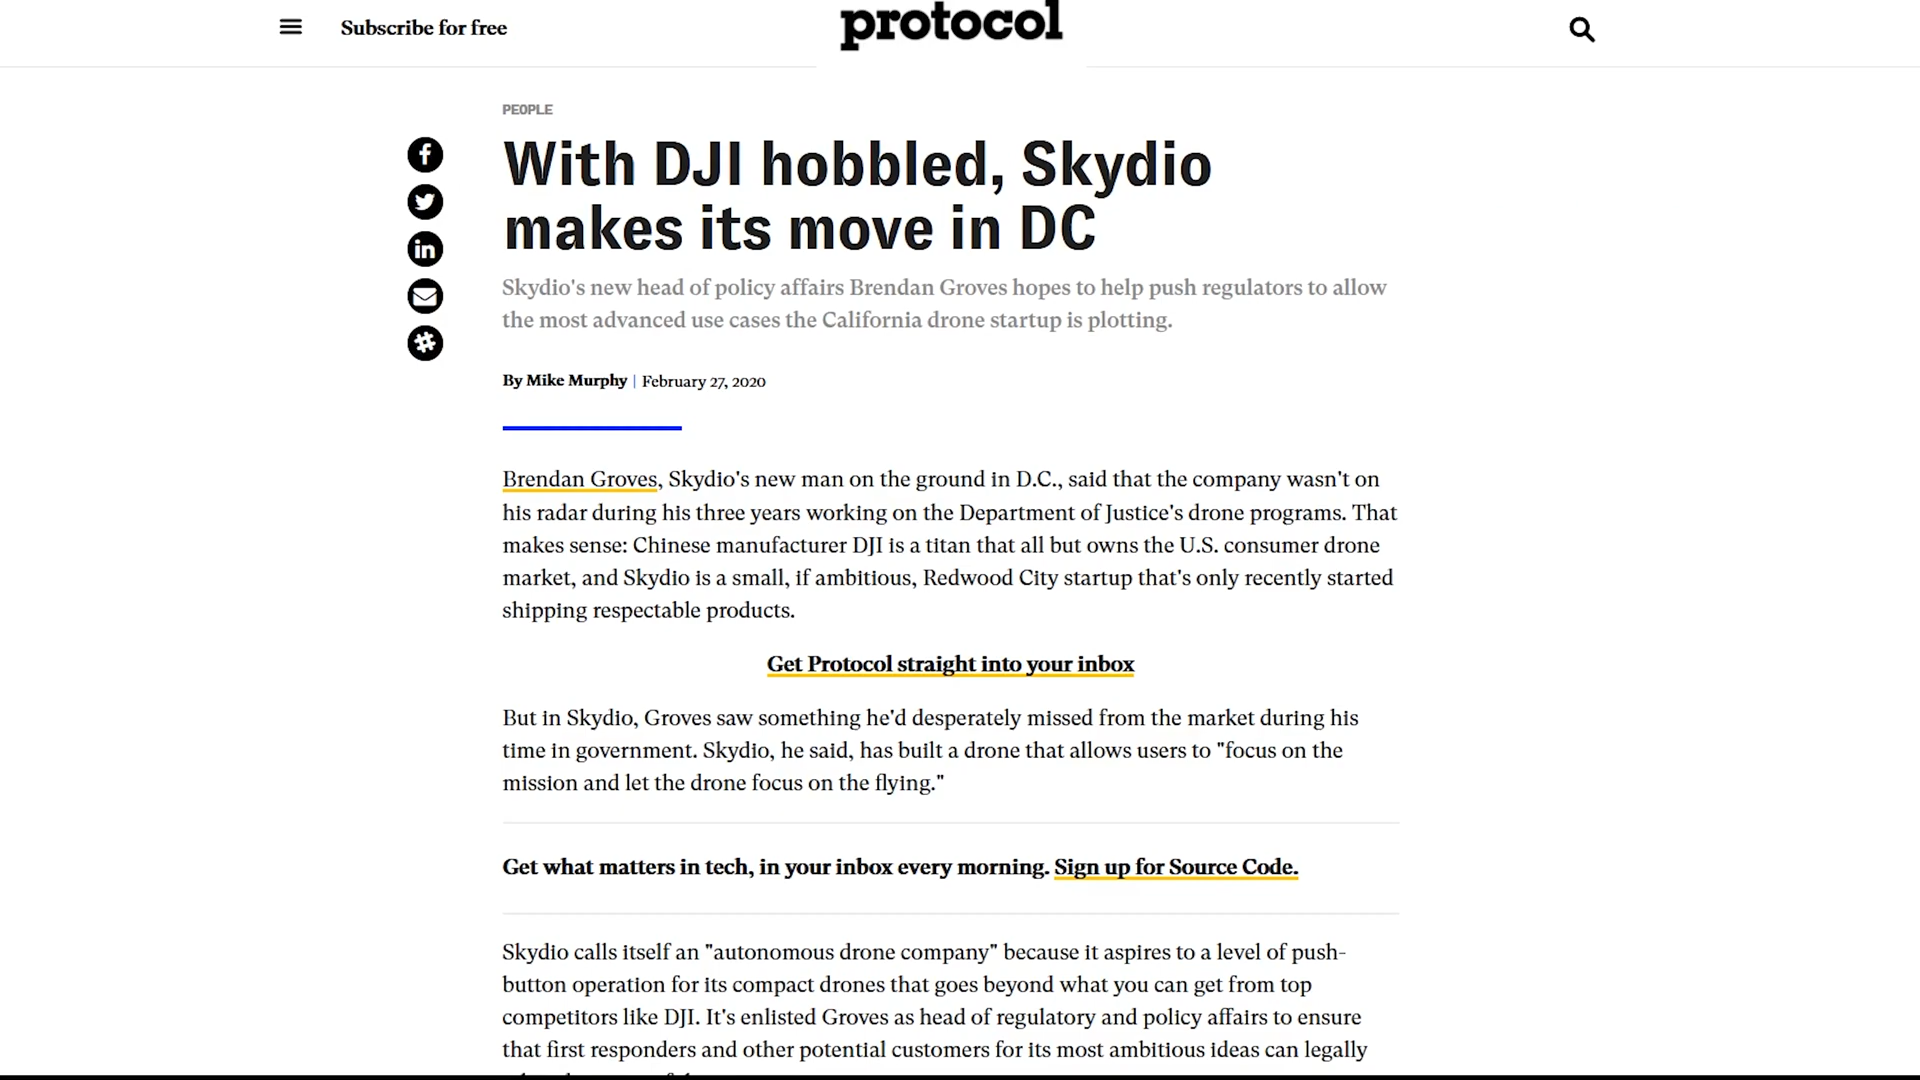 Subscribe for free
protocol
PEOPLE
With DJI hobbled, Skydio
makes its move in DC
Skydio's new head of policy affairs Brendan Groves hopes to help push regulators to allow
the most advanced use cases the California drone startup is plotting.
By Mike Murphy | February 27, 2020
Brendan Groves, Skydio's new man on the ground in D.C., said that the company wasn't on
his radar during his three years working on the Department of Justice's drone programs. That
makes sense: Chinese manufacturer DJI is a titan that all but owns the U.S. consumer drone
market, and Skydio is a small, if ambitious, Redwood City startup that's only recently started
shipping respectable products.
Get Protocol straight into your inbox
But in Skydio, Groves saw something he'd desperately missed from the market during his
time in government. Skydio, he said, has built a drone that allows users to "focus on the
mission and let the drone focus on the flying."
Get what matters in tech, in your inbox every morning. Sign up for Source Code.
Skydio calls itself an "autonomous drone company" because it aspires to a level of push-
button operation for its compact drones that goes beyond what you can get from top
competitors like DJI. It's enlisted Groves as head of regulatory and policy affairs to ensure
that first responders and other potential customers for its most ambitious ideas can legally